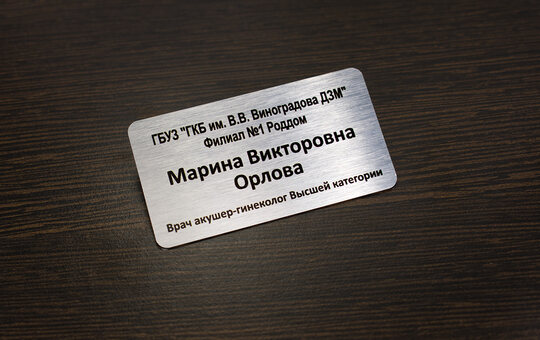 ГБУЗ "ГКБ им. В.В. Виноградова ДЗМ"
Филиал №1 Роддом
Марина Викторовна
Орлова
Врач акушер-гинеколог Высшей категории